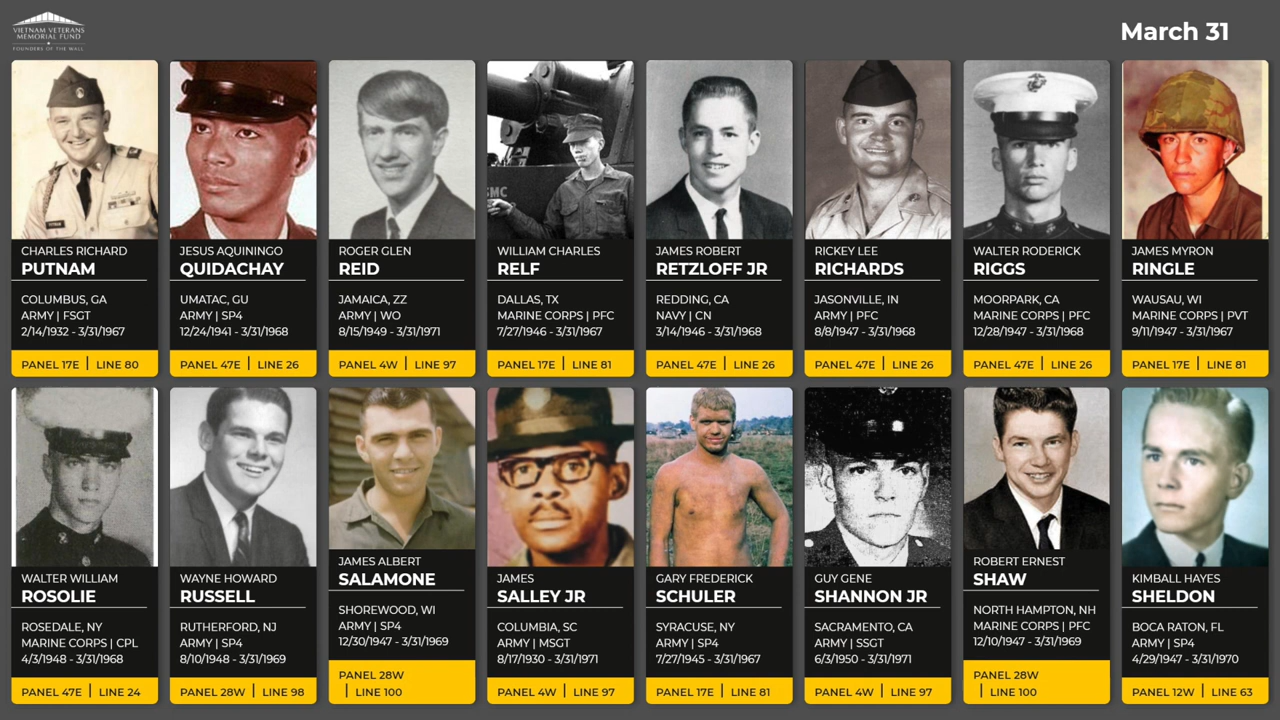 VIETNAM VETERANS
MEMORIAL FUND
FOUNDERS OF THE WALL
March 31
CHARLES RICHARD
PUTNAM
COLUMBUS, GA
ARMY | FSGT
2/14/1932 - 3/31/1967
PANEL 17E | LINE 80
JESUS AQUININGO
QUIDACHAY
UMATAC, GU
ARMY | SP4
12/24/1941 - 3/31/1968
PANEL 47E | LINE 26
ROGER GLEN
REID
JAMAICA, ZZ
ARMY | WO
8/15/1949 - 3/31/1971
PANEL 4W | LINE 97
SMC
WILLIAM CHARLES
RELF
DALLAS, TX
MARINE CORPS | PFC
7/27/1946 - 3/31/1967
PANEL 17E | LINE 81
JAMES ROBERT
RETZLOFF JR
REDDING, CA
NAVY | CN
3/14/1946 - 3/31/1968
PANEL 47E | LINE 26
RICKEY LEE
RICHARDS
JASONVILLE, IN
ARMY | PFC
8/8/1947 - 3/31/1968
PANEL 47E | LINE 26
WALTER RODERICK
RIGGS
MOORPARK, CA
MARINE CORPS | PFC
12/28/1947 - 3/31/1968
PANEL 47E | LINE 26
JAMES MYRON
RINGLE
WAUSAU, WI
MARINE CORPS | PVT
9/11/1947 - 3/31/1967
PANEL 17E | LINE 81
WALTER WILLIAM
ROSOLIE
ROSEDALE, NY
MARINE CORPS | CPL
4/3/1948 - 3/31/1968
PANEL 47E | LINE 24
WAYNE HOWARD
RUSSELL
RUTHERFORD, NJ
ARMY | SP4
8/10/1948 - 3/31/1969
PANEL 28W | LINE 98
JAMES ALBERT
SALAMONE
SHOREWOOD, WI
ARMY | SP4
12/30/1947 - 3/31/1969
PANEL 28W
| LINE 100
JAMES
SALLEY JR
COLUMBIA, SC
ARMY | MSGT
8/17/1930 - 3/31/1971
PANEL 4W | LINE 97
GARY FREDERICK
SCHULER
SYRACUSE, NY
ARMY | SP4
7/27/1945 - 3/31/1967
PANEL 17E | LINE 81
GUY GENE
SHANNON JR
SACRAMENTO, CA
ARMY | SSGT
6/3/1950 - 3/31/1971
PANEL 4W | LINE 97
ROBERT ERNEST
SHAW
NORTH HAMPTON, NH
MARINE CORPS | PFC
12/10/1947 - 3/31/1969
PANEL 28W
| LINE 100
KIMBALL HAYES
SHELDON
BOCA RATON, FL
ARMY | SP4
4/29/1947 - 3/31/1970
PANEL 12W | LINE 63